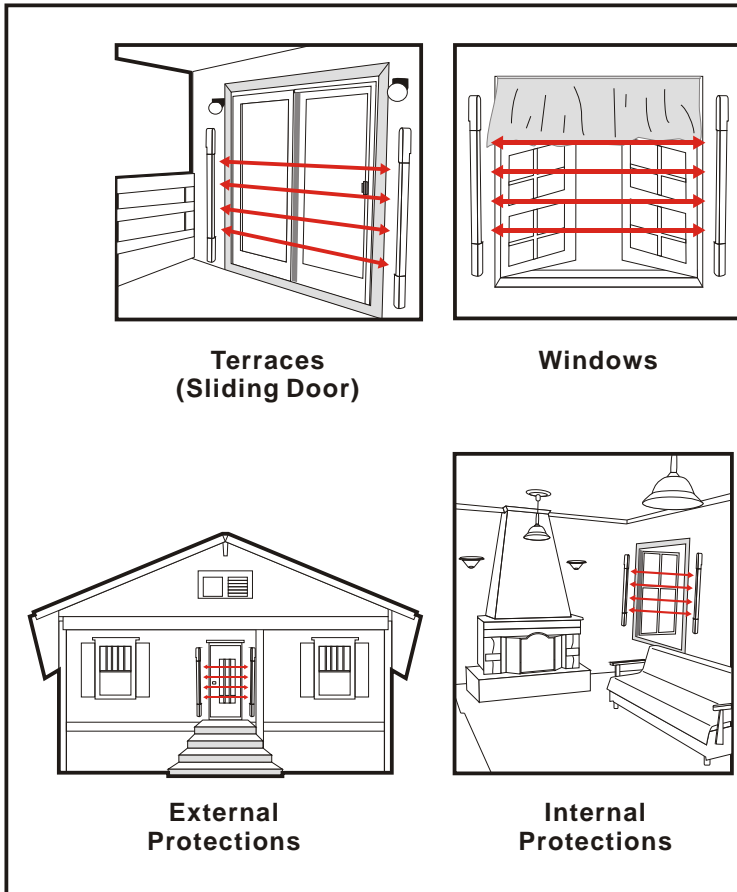 Terraces
(Sliding Door)
Windows
External
Protections
Internal
Protections